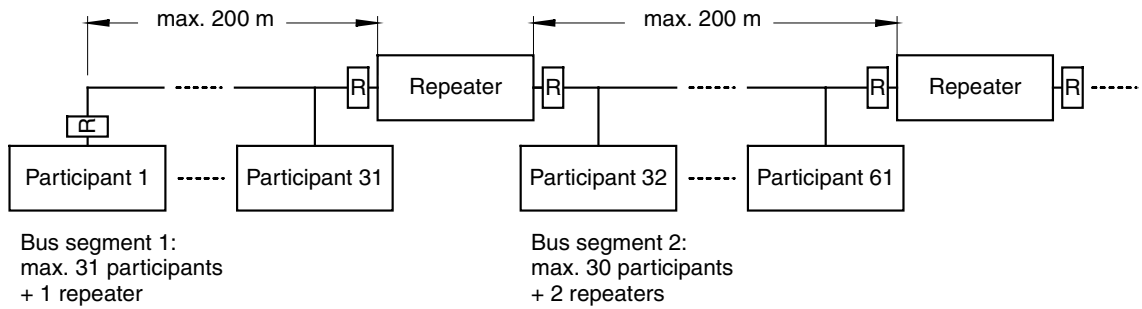 max. 200 m
max. 200 m
R
Repeater
R
R
Repeater
R
R
Participant 1
Participant 31
Participant 32
Participant 61
Bus segment 1:
max. 31 participants
+ 1 repeater
Bus segment 2:
max. 30 participants
+ 2 repeaters